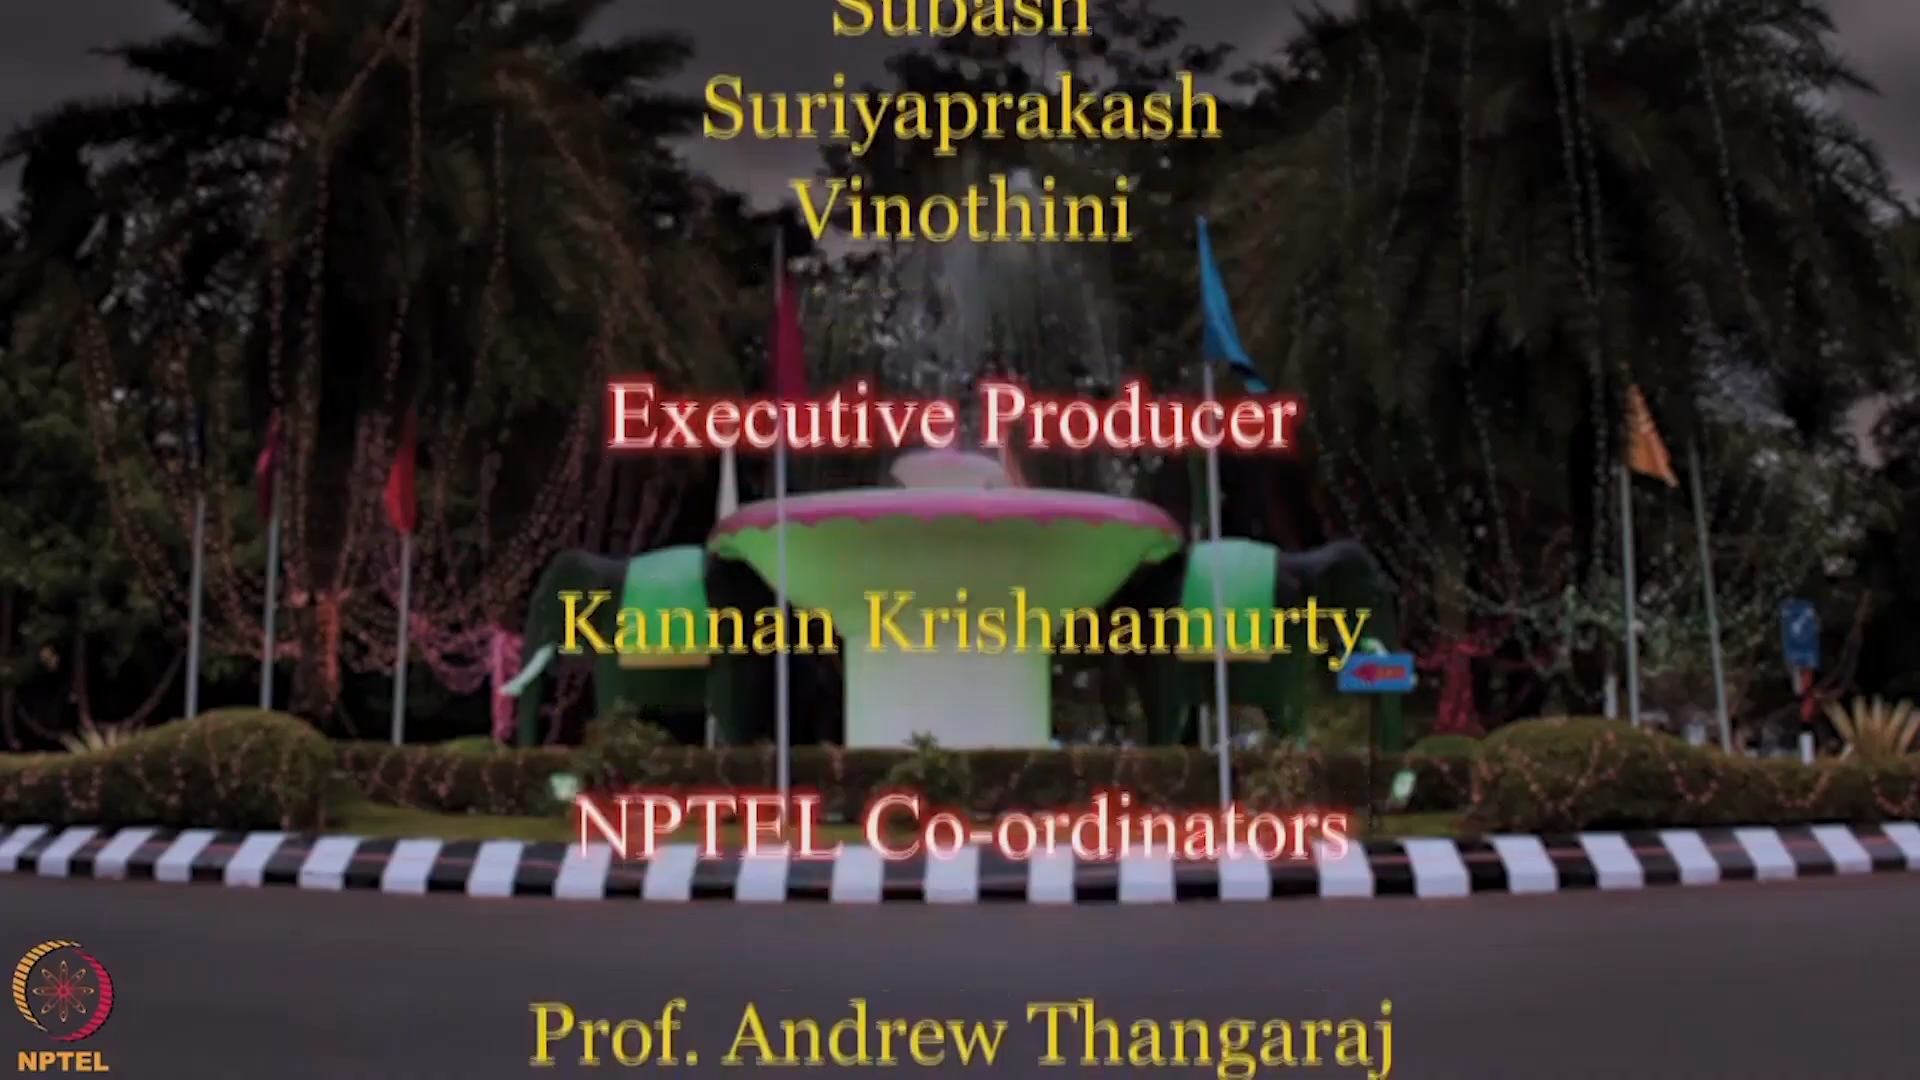 Subash
Suriyaprakash
Vinothini
Executive Producer
Kannan Krishnamurty
NPTEL Co-ordinators
Prof. Andrew Thangaraj
NPTEL